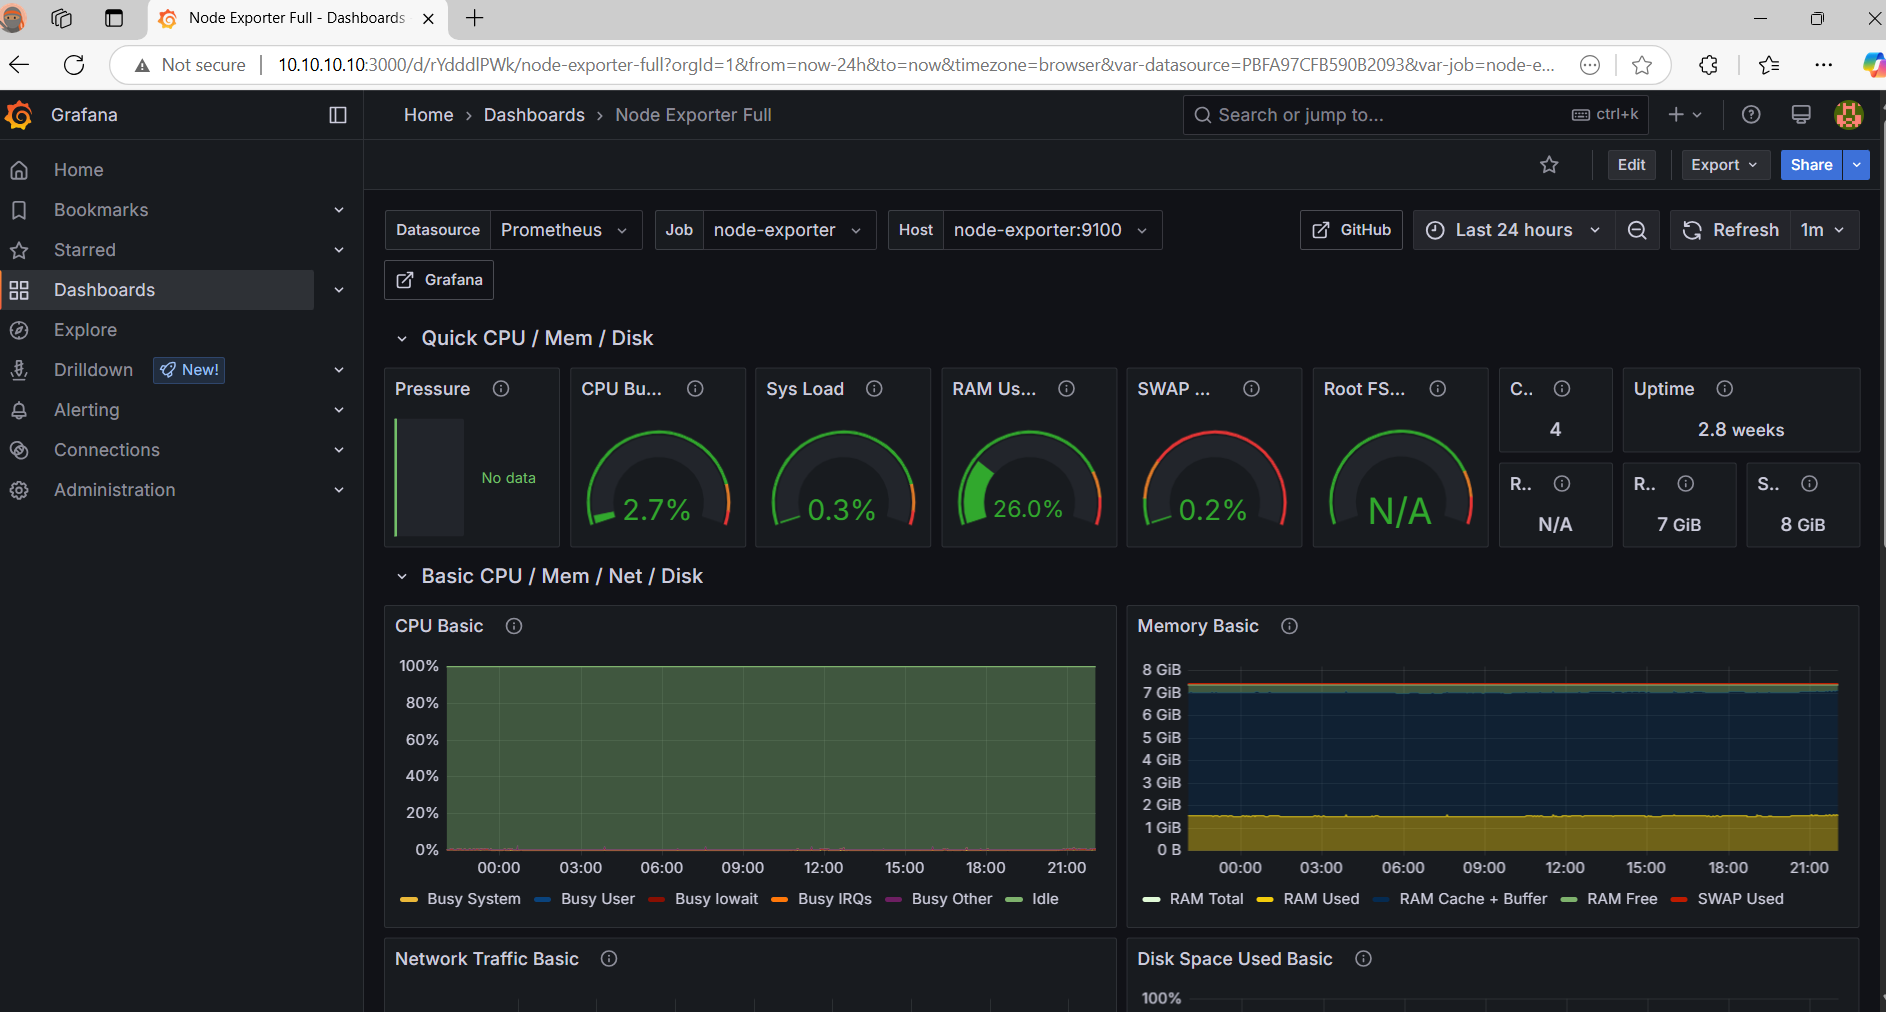 Node Exporter Full - Dashboards
Not secure
10.10.10.10:3000/d/rYdddlPWk/node-exporter-full?orgId=1&from=now-24h&to=now&timezone=browser&var-datasource=PBFA97CFB590B2093&var-job=node-e...
Grafana
Home › Dashboards › Node Exporter Full
Search or jump to...
ctrl+k
Edit
Export
Share
Home
Bookmarks
Starred
Dashboards
Explore
Drilldown New!
Alerting
Connections
Administration
Datasource Prometheus
Job node-exporter
Host node-exporter:9100
GitHub
Last 24 hours
Refresh 1m
Grafana
Quick CPU / Mem / Disk
Pressure
No data
CPU Bu...
2.7%
Sys Load
0.3%
RAM Us...
26.0%
SWAP ...
0.2%
Root FS...
N/A
C..
4
Uptime
2.8 weeks
R..
N/A
R..
7 GiB
S..
8 GiB
Basic CPU / Mem / Net / Disk
CPU Basic
100%
80%
60%
40%
20%
0%
00:00 03:00 06:00 09:00 12:00 15:00 18:00 21:00
Busy System Busy User Busy Iowait Busy IRQs Busy Other Idle
Memory Basic
8 GiB
7 GiB
6 GiB
5 GiB
4 GiB
3 GiB
2 GiB
1 GiB
0 B
00:00 03:00 06:00 09:00 12:00 15:00 18:00 21:00
RAM Total RAM Used RAM Cache + Buffer RAM Free SWAP Used
Network Traffic Basic
Disk Space Used Basic
100%